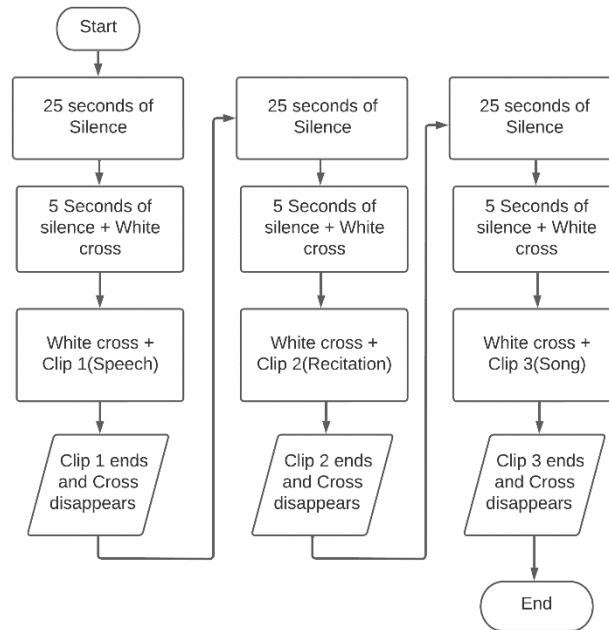 Start
25 seconds of
Silence
5 Seconds of
silence + White
cross
White cross +
Clip 1(Speech)
Clip 1 ends
and Cross
disappears
25 seconds of
Silence
5 Seconds of
silence + White
cross
White cross +
Clip 2(Recitation)
Clip 2 ends
and Cross
disappears
25 seconds of
Silence
5 Seconds of
silence + White
cross
White cross +
Clip 3(Song)
Clip 3 ends
and Cross
disappears
End